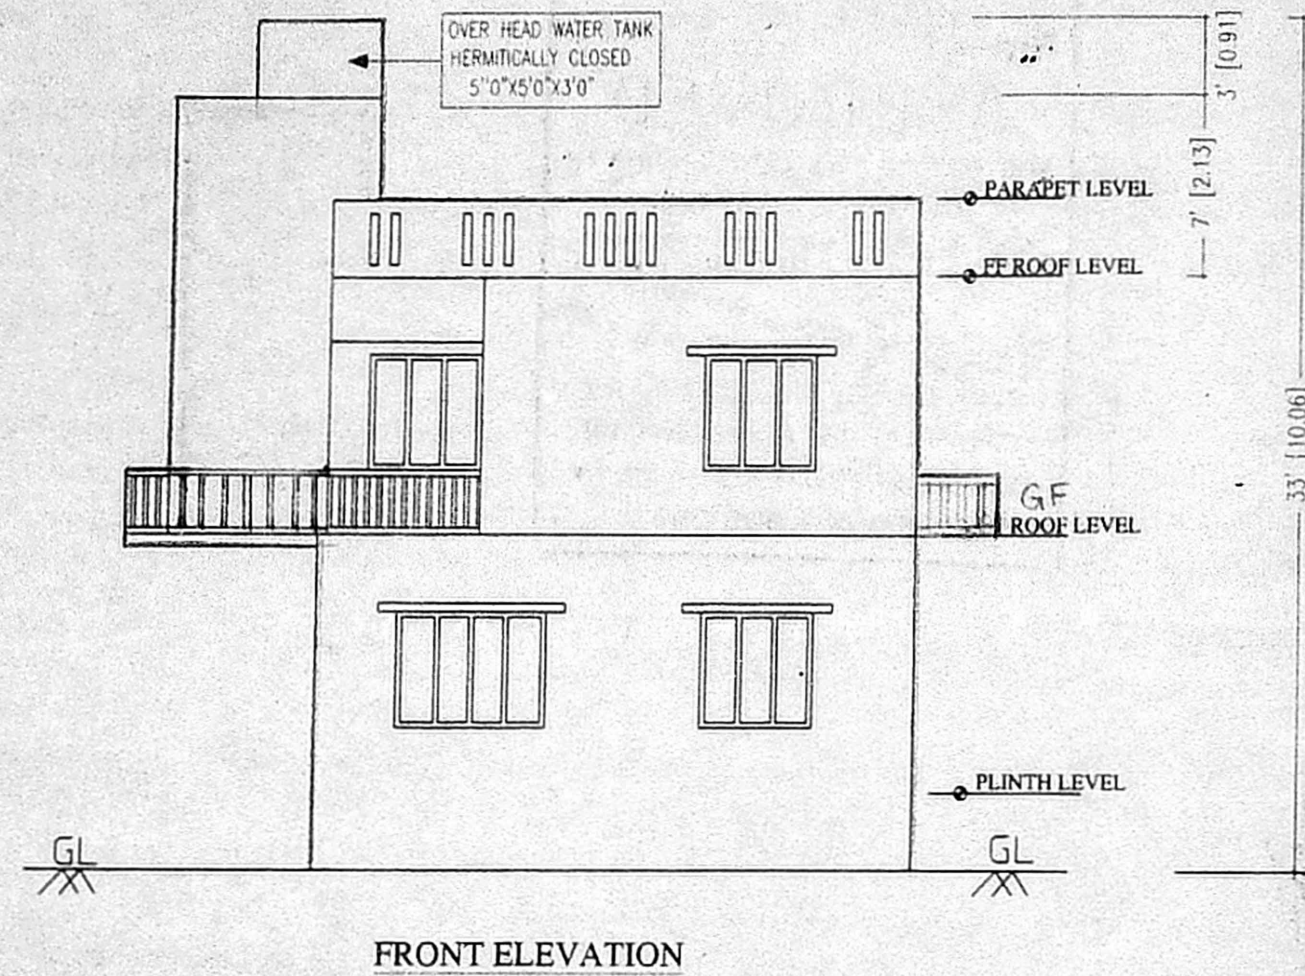 OVER HEAD WATER TANK
HERMITICALLY CLOSED
5"0"X5'0"X3'0"
3' [0.91]
7' [2.13]
PARAPET LEVEL
FF ROOF LEVEL
33' [10.06]
GF
ROOF LEVEL
PLINTH LEVEL
GL
GL
FRONT ELEVATION